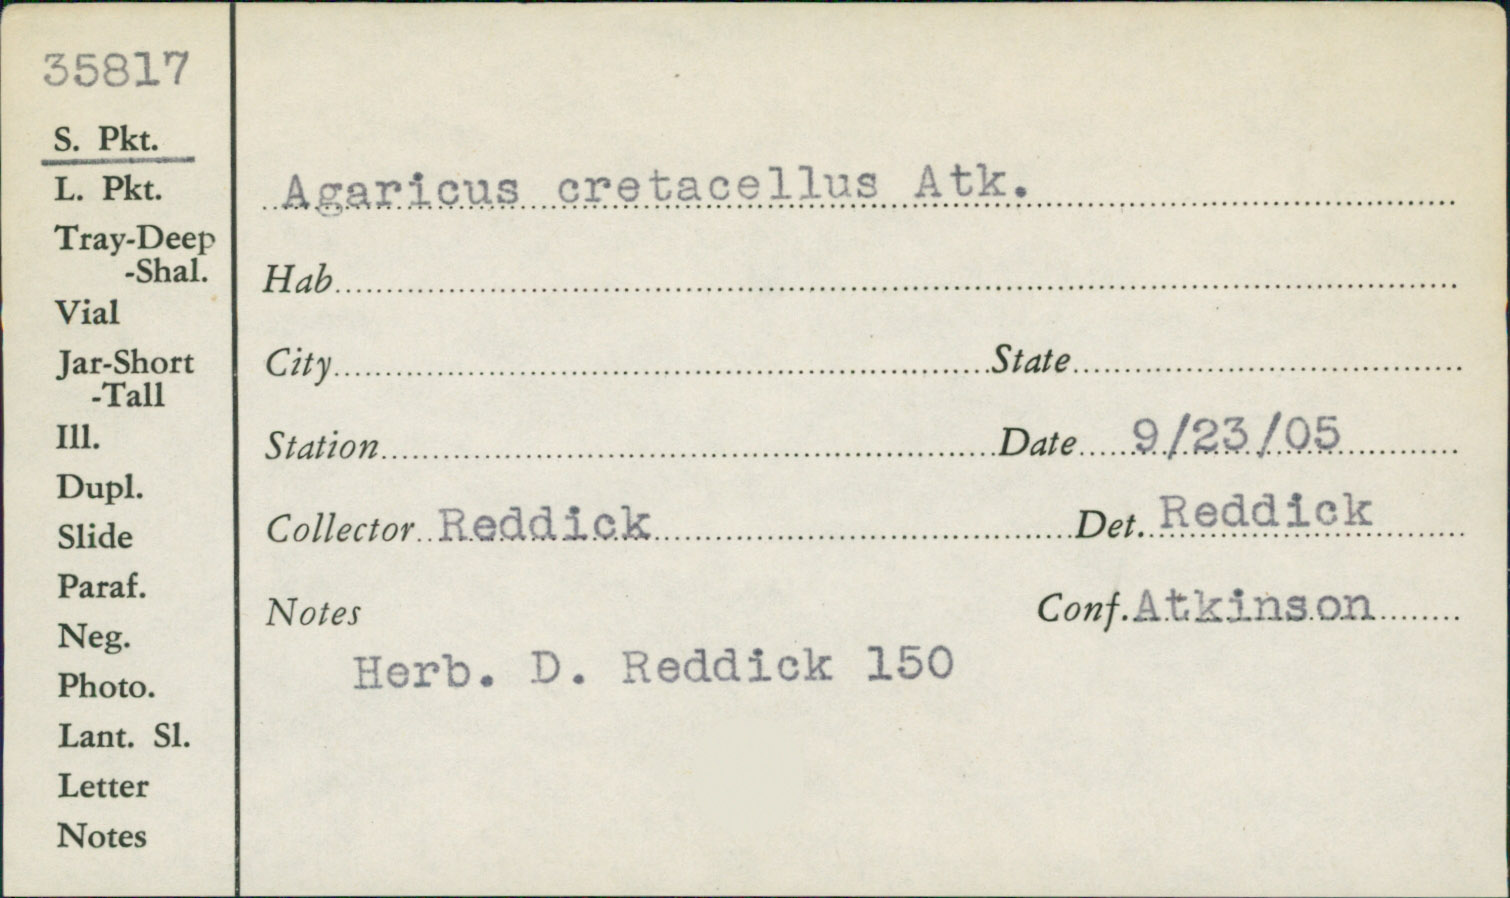 35817
S. Pkt.
L. Pkt.
Tray-Deep
-Shal.
Vial
Jar-Short
-Tall
Ill.
Dupl.
Slide
Paraf.
Neg.
Photo.
Lant. Sl.
Letter
Notes
Agaricus cretacellus Atk.
Hab
City State
Station Date 9/23/05
Collector Reddick Det. Reddick
Notes Conf. Atkinson
Herb. D. Reddick 150